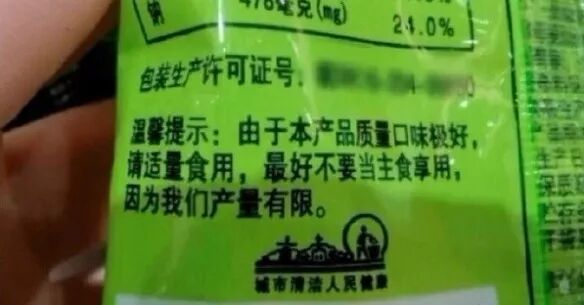 钠
478毫克(mg)
24.0%
包装生产许可证号:
温馨提示:由于本产品质量口味极好,
请适量食用,最好不要当主食享用,
因为我们产量有限。
城市清洁人民健康